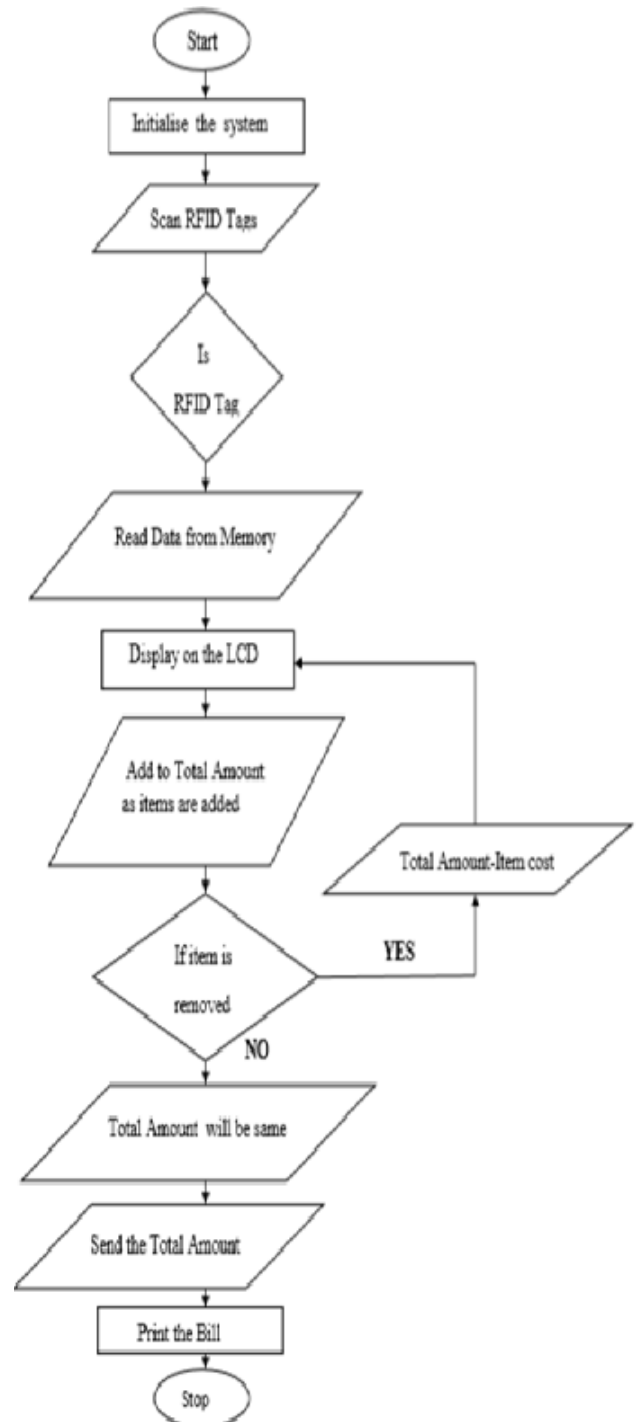 Start
Initialise the system
Scan RFID Tags
Is
RFID Tag
Read Data from Memory
Display on the LCD
Add to Total Amount
as items are added
Total Amount-Item cost
If item is
removed
YES
NO
Total Amount will be same
Send the Total Amount
Print the Bill
Stop